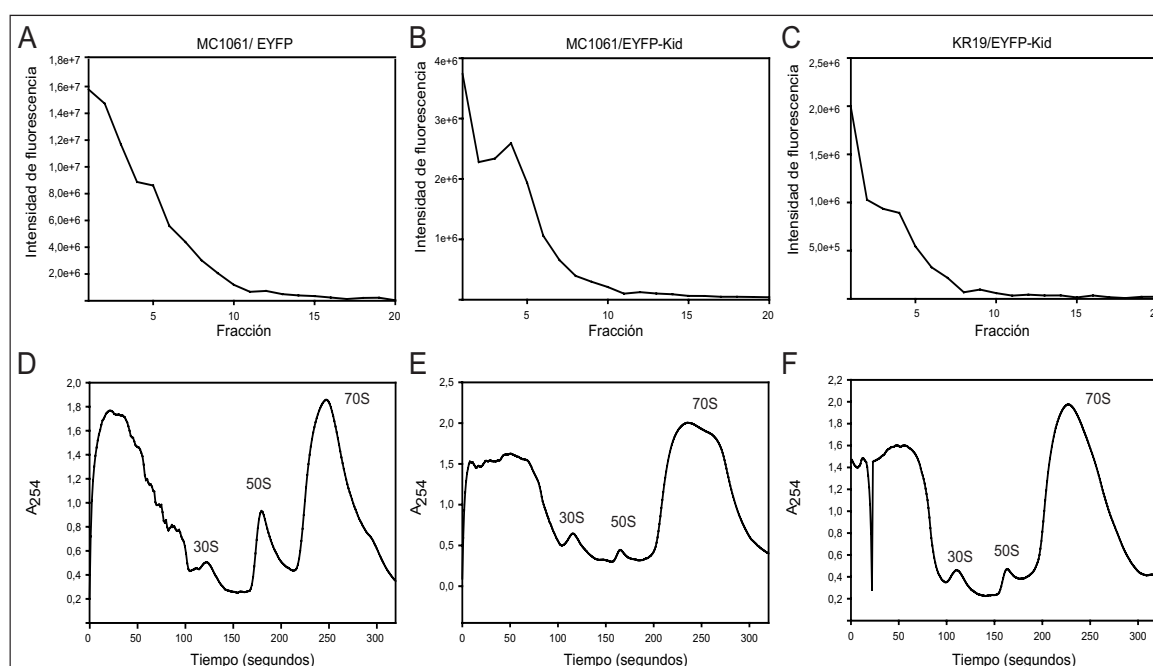 A
MC1061/ EYFP
Intensidad de fluorescencia
1,8e+7
1,6e+7
1,4e+7
1,2e+7
1,0e+7
8,0e+6
6,0e+6
4,0e+6
2,0e+6
5 10 15 20
Fracción
B
MC1061/EYFP-Kid
Intensidad de fluorescencia
4e+6
3e+6
2e+6
1e+6
5 10 15 20
Fracción
C
KR19/EYFP-Kid
Intensidad de fluorescencia
2,5e+6
2,0e+6
1,5e+6
1,0e+6
5,0e+5
5 10 15 20
Fracción
D
A254
2,0
1,8
1,6
1,4
1,2
1,0
0,8
0,6
0,4
0,2
30S
50S
70S
0 50 100 150 200 250 300
Tiempo (segundos)
E
A254
2,5
2,0
1,5
1,0
0,5
0,0
30S
50S
70S
0 50 100 150 200 250 300
Tiempo (segundos)
F
A254
2,2
2,0
1,8
1,6
1,4
1,2
1,0
0,8
0,6
0,4
0,2
30S
50S
70S
0 50 100 150 200 250 300
Tiempo (segundos)